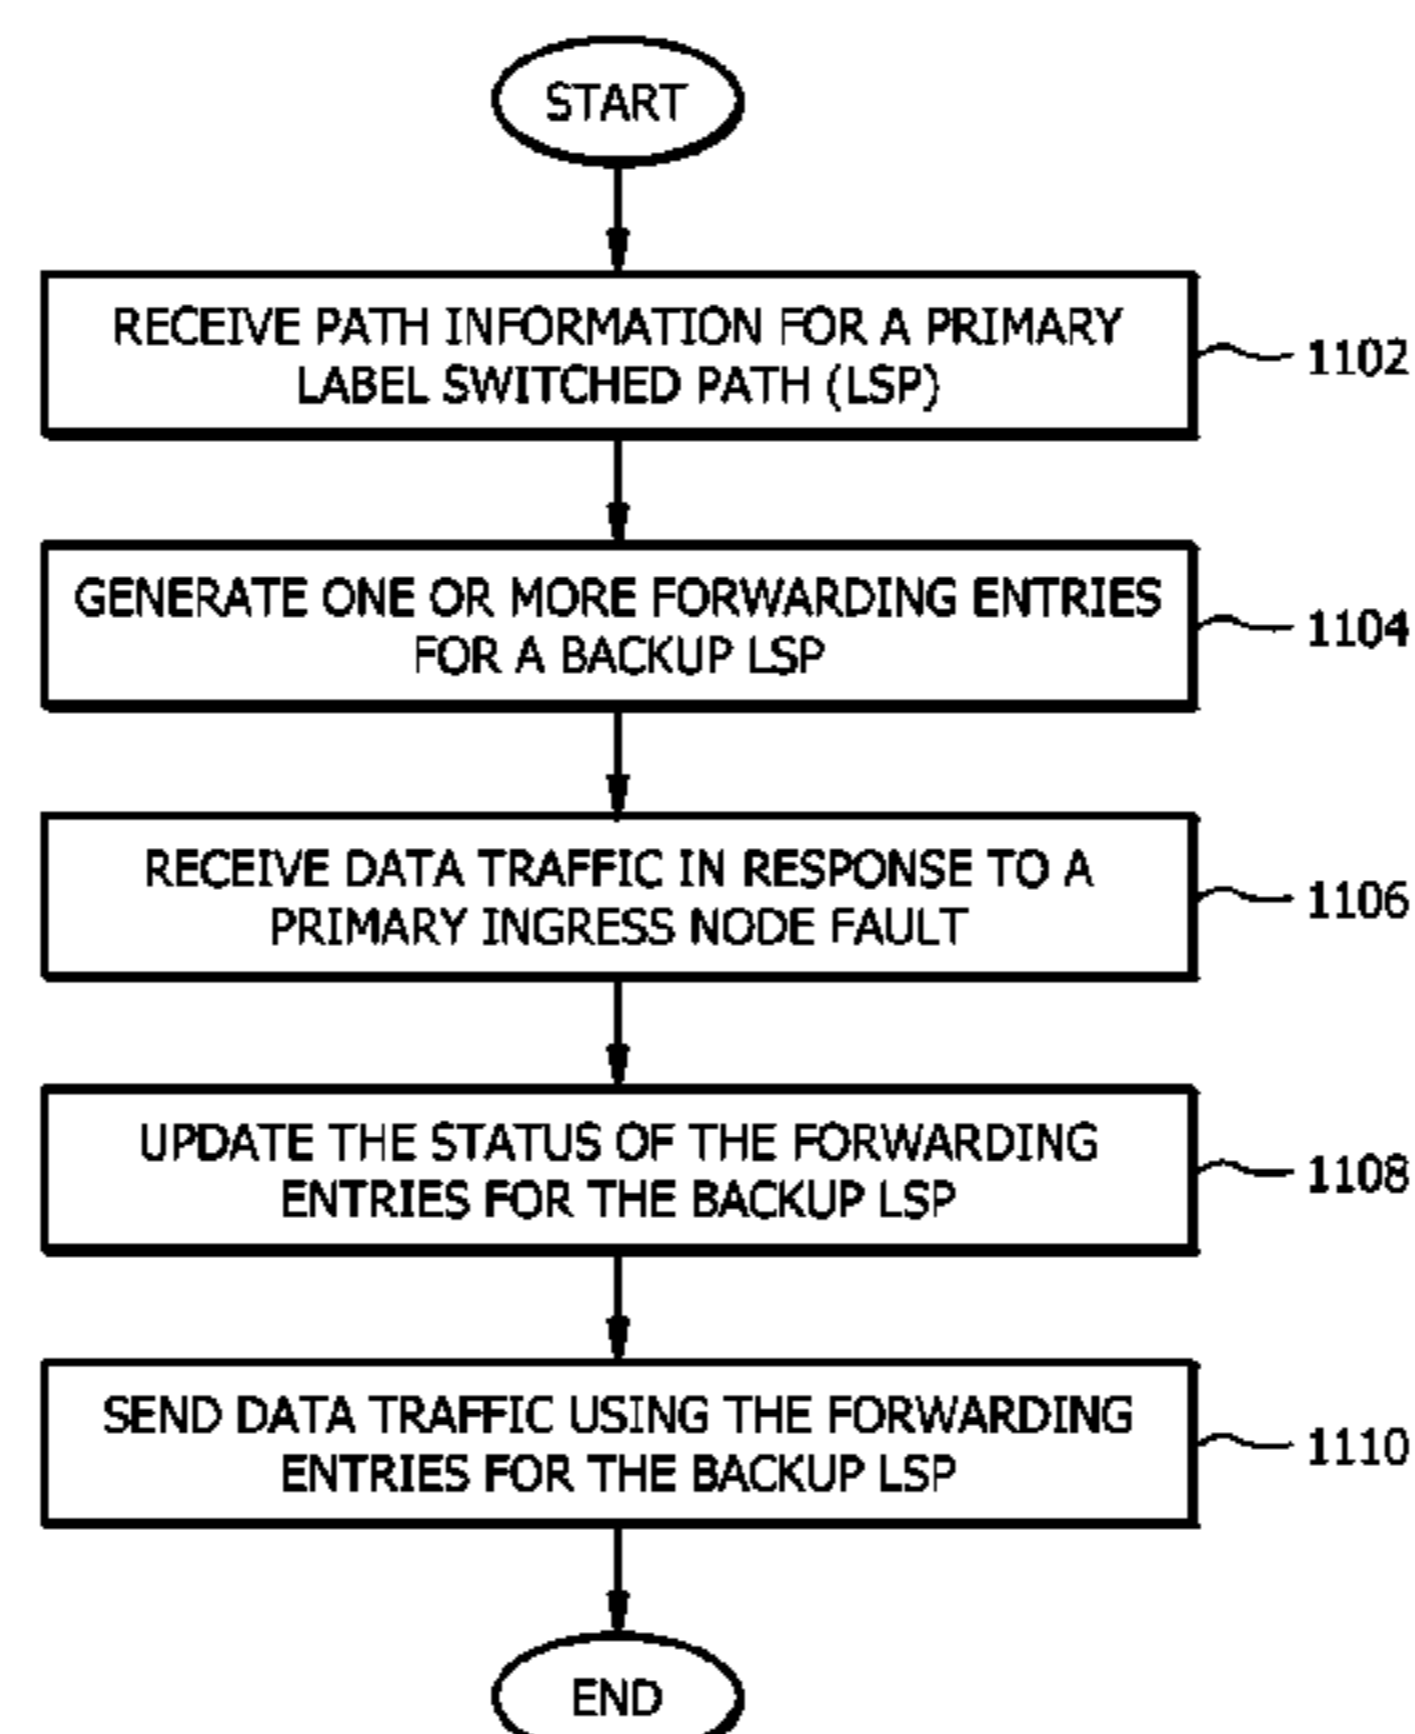 START
RECEIVE PATH INFORMATION FOR A PRIMARY
LABEL SWITCHED PATH (LSP)
1102
GENERATE ONE OR MORE FORWARDING ENTRIES
FOR A BACKUP LSP
1104
RECEIVE DATA TRAFFIC IN RESPONSE TO A
PRIMARY INGRESS NODE FAULT
1106
UPDATE THE STATUS OF THE FORWARDING
ENTRIES FOR THE BACKUP LSP
1108
SEND DATA TRAFFIC USING THE FORWARDING
ENTRIES FOR THE BACKUP LSP
1110
END